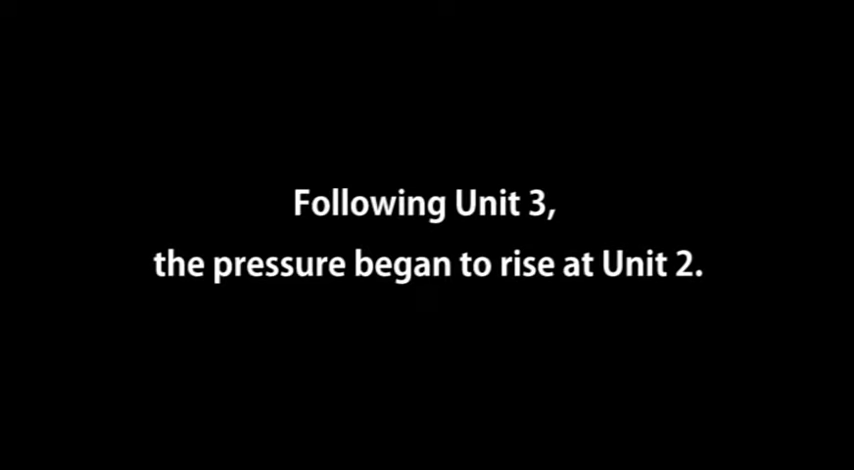 Following Unit 3,
the pressure began to rise at Unit 2.